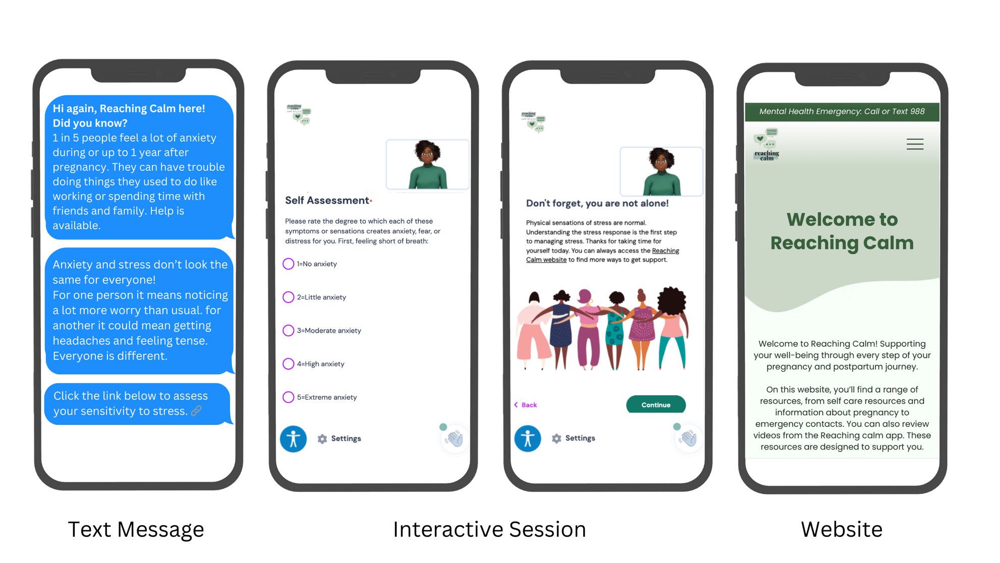 Hi again, Reaching Calm here!
Did you know?
1 in 5 people feel a lot of anxiety
during or up to 1 year after
pregnancy. They can have trouble
doing things they used to do like
working or spending time with
friends and family. Help is
available.
Anxiety and stress don’t look the
same for everyone!
For one person it means noticing
a lot more worry than usual. for
another it could mean getting
headaches and feeling tense.
Everyone is different.
Click the link below to assess
your sensitivity to stress. 🔗
Text Message
reaching
calm
APP STUDY
Self Assessment*
Please rate the degree to which each of these
symptoms or sensations creates anxiety, fear, or
distress for you. First, feeling short of breath:
1=No anxiety
2=Little anxiety
3=Moderate anxiety
4=High anxiety
5=Extreme anxiety
Settings
reaching
calm
APP STUDY
Don't forget, you are not alone!
Physical sensations of stress are normal.
Understanding the stress response is the first step
to managing stress. Thanks for taking time for
yourself today. You can always access the Reaching
Calm website to find more ways to get support.
Back
Continue
Settings
Interactive Session
Mental Health Emergency: Call or Text 988
reaching
calm
Welcome to
Reaching Calm
Welcome to Reaching Calm! Supporting
your well-being through every step of your
pregnancy and postpartum journey.
On this website, you’ll find a range of
resources, from self care resources and
information about pregnancy to
emergency contacts. You can also review
videos from the Reaching calm app. These
resources are designed to support you.
Website